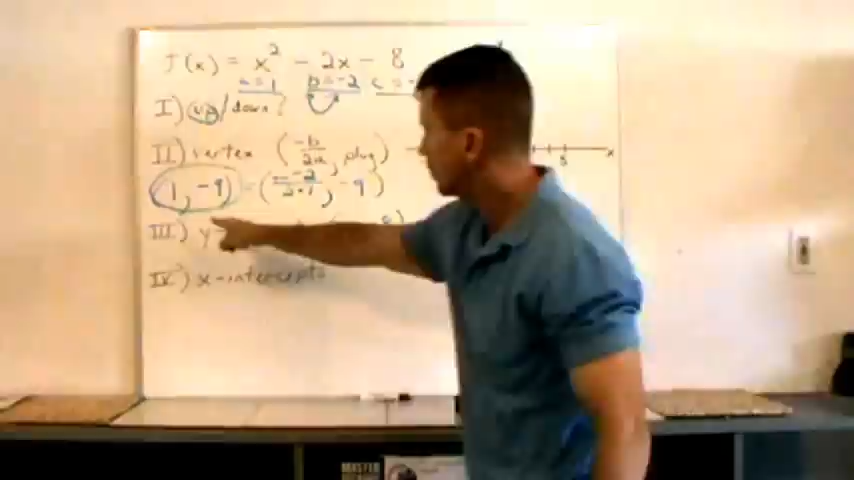 f(x) = x² - 2x - 8
a = 1 b = -2 c = -
I) up/down?
II) vertex (-b/2a, plug)
(1, -9) = (--2/2·1, -9)
III) y-
IV) x-intercepts
5 x
MASTER